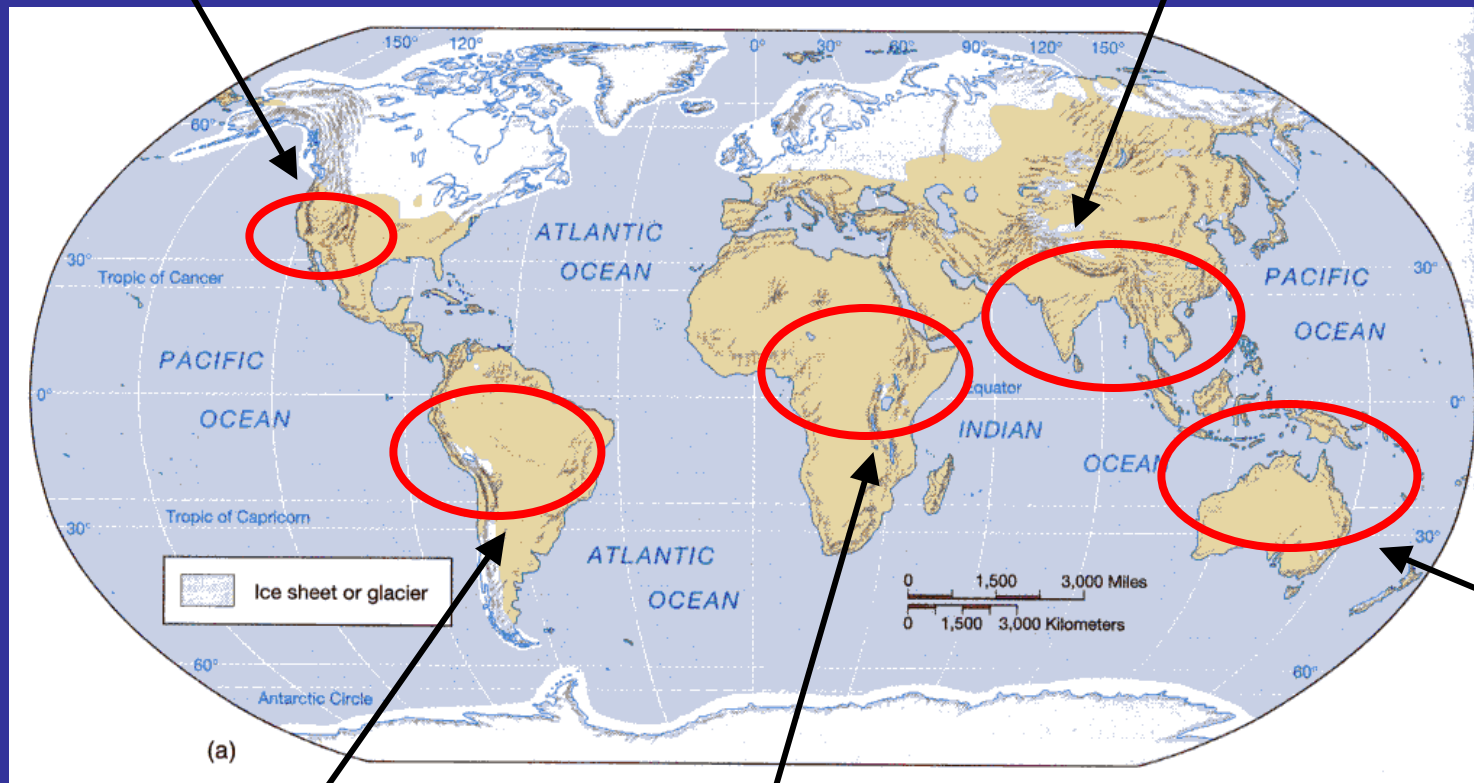 150° 120° 0° 30° 60° 90° 120° 150°
60°
ATLANTIC
OCEAN
30°
Tropic of Cancer
PACIFIC
30°
OCEAN
PACIFIC
OCEAN
0°
Equator
0°
INDIAN
OCEAN
Tropic of Capricorn
30°
30°
ATLANTIC
OCEAN
Ice sheet or glacier
0 1,500 3,000 Miles
0 1,500 3,000 Kilometers
60°
60°
Antarctic Circle
(a)